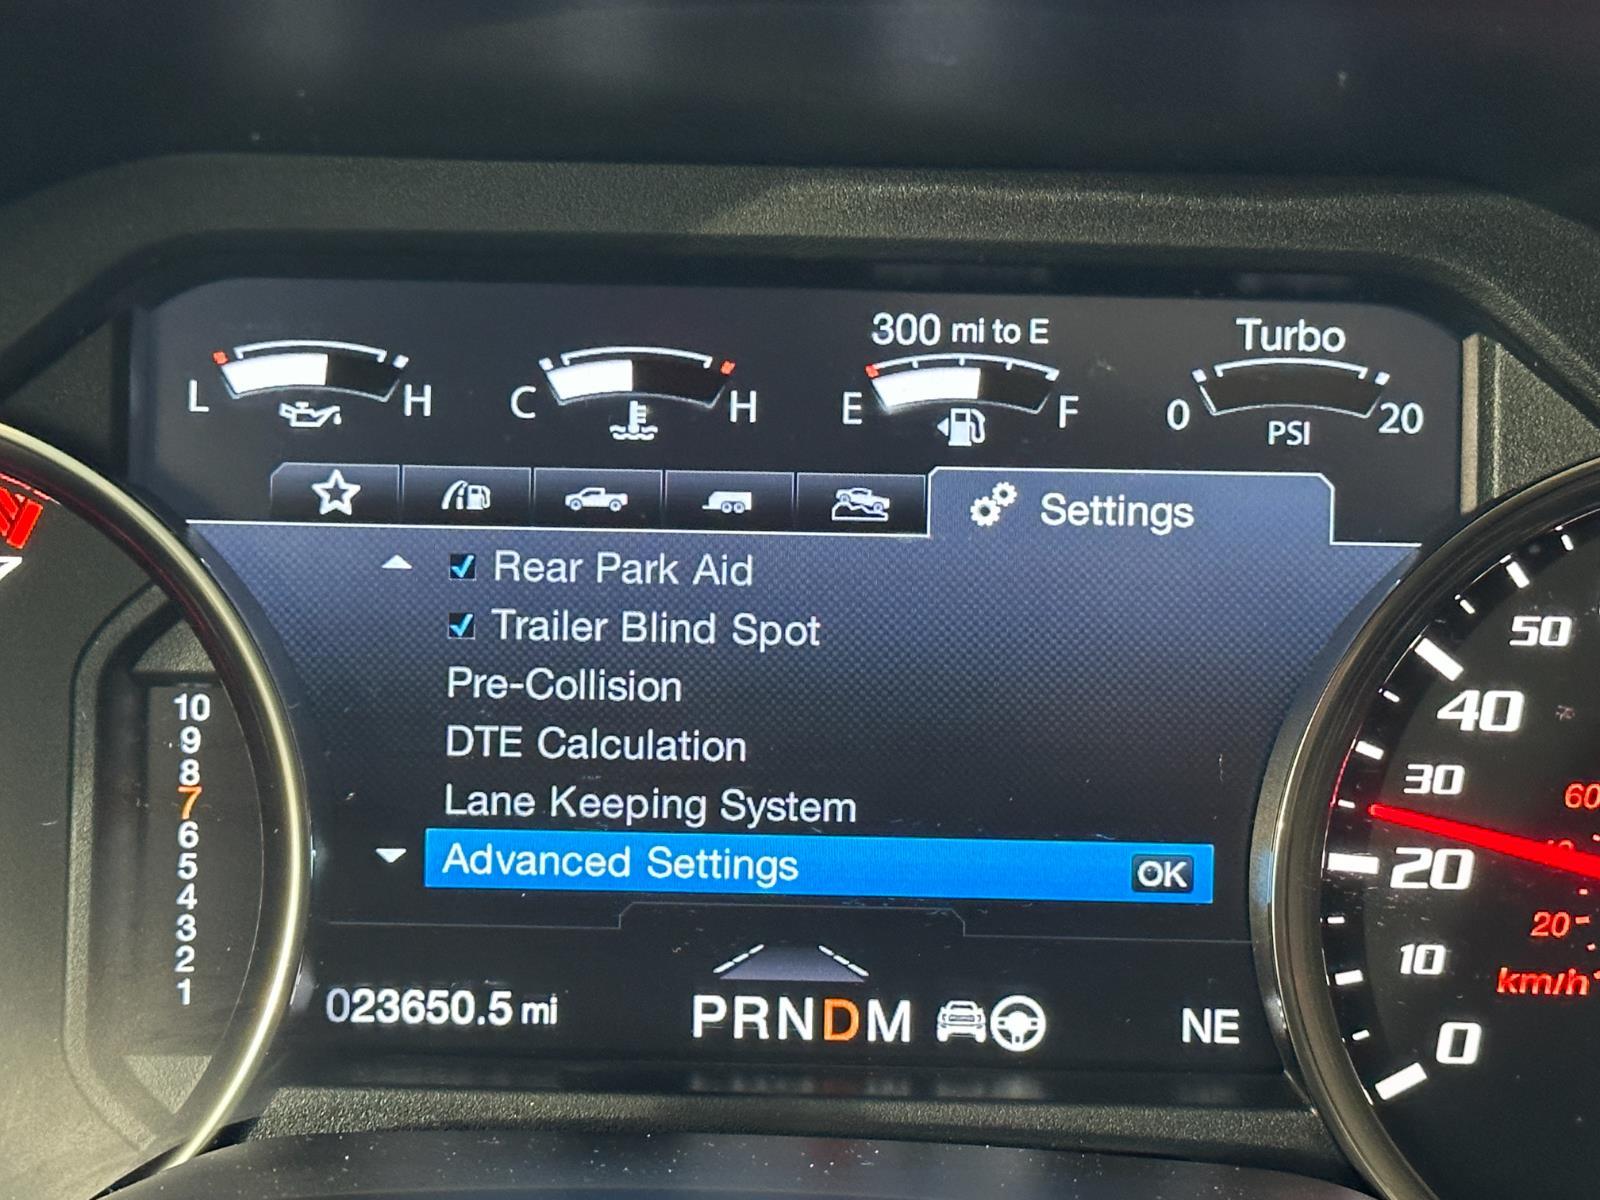 300 mi to E
Turbo
L H
C H
E F
0 20
PSI
Settings
Rear Park Aid
Trailer Blind Spot
Pre-Collision
DTE Calculation
Lane Keeping System
Advanced Settings OK
10
9
8
7
6
5
4
3
2
1
023650.5 mi
PRNDM
NE
50
40
30
20
10
0
60
20
km/h